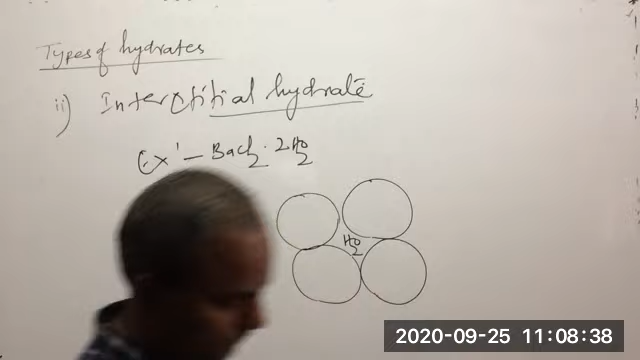 Types of hydrates
ii) Interstitial hydrate
Ex'- BaCl2. 2H2O
H2O
2020-09-25 11:08:38